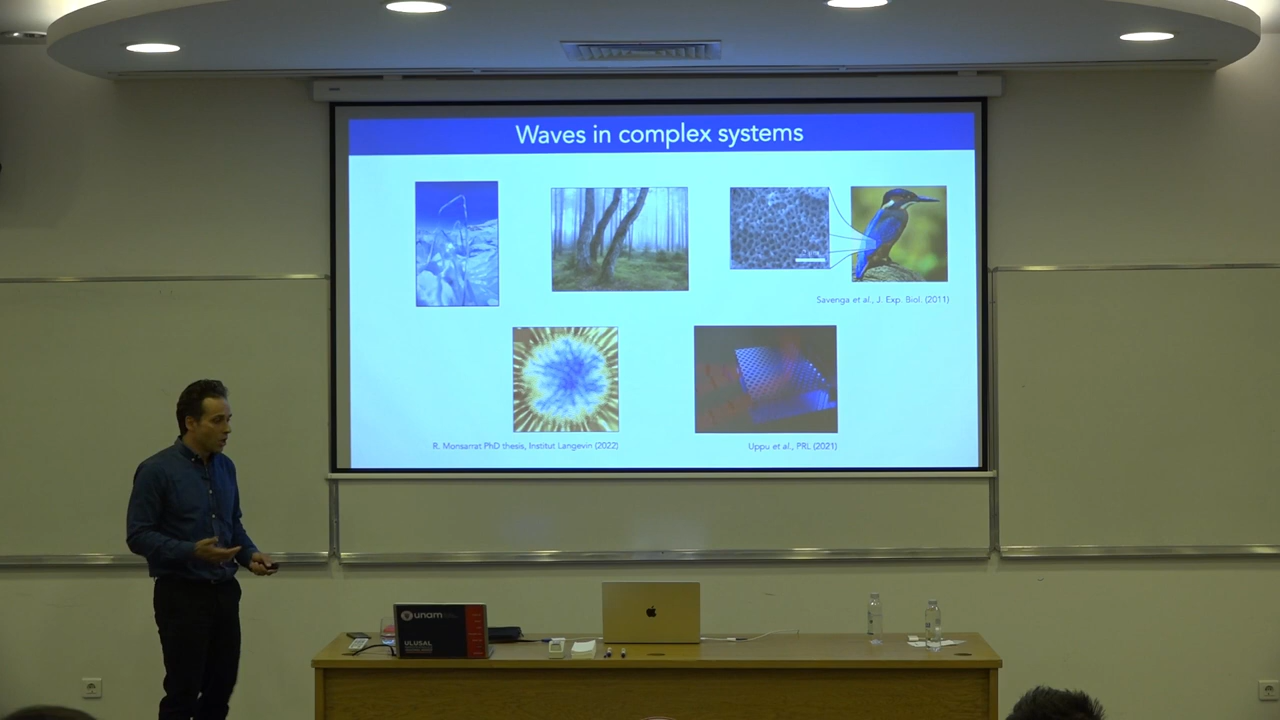 Waves in complex systems
Savenga et al., J. Exp. Biol. (2011)
R. Monsarrat PhD thesis, Institut Langevin (2022)
Uppu et al., PRL (2021)
unam
ULUSAL